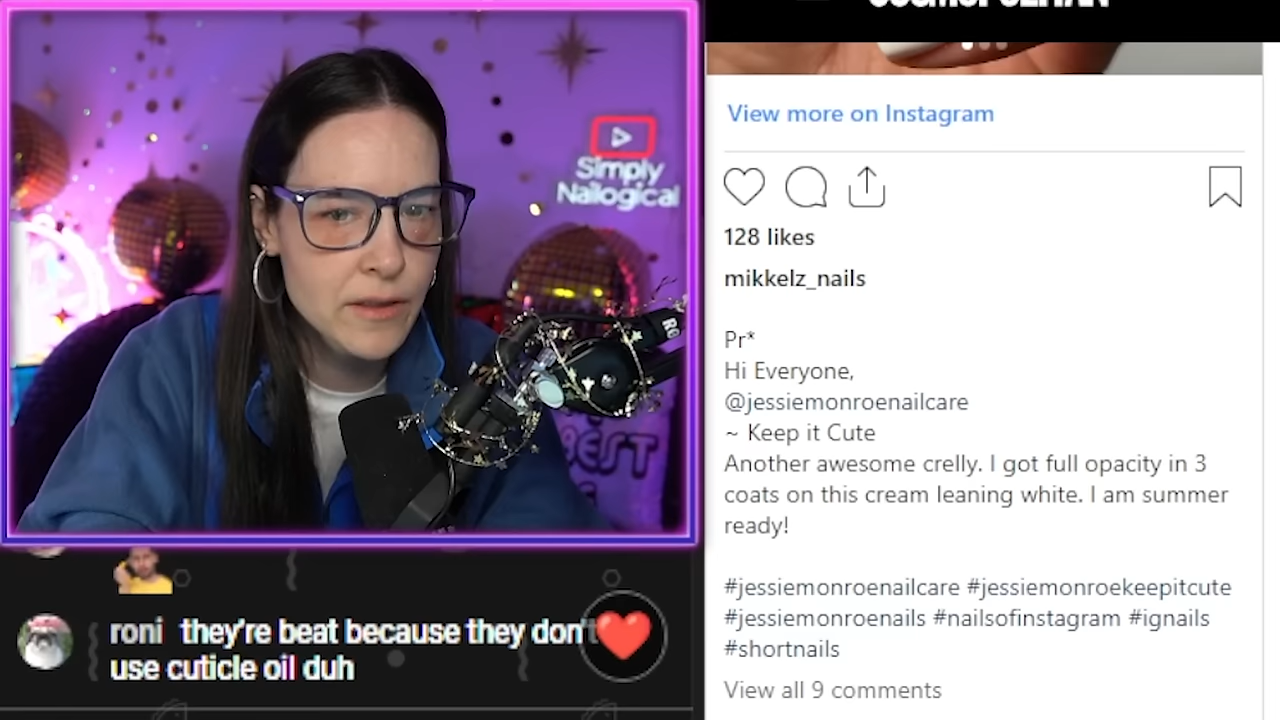 COSMOPOLITAN
Simply
Nailogical
View more on Instagram
128 likes
mikkelz_nails
Pr*
Hi Everyone,
@jessiemonroenailcare
~ Keep it Cute
Another awesome crelly. I got full opacity in 3
coats on this cream leaning white. I am summer
ready!
#jessiemonroenailcare #jessiemonroekeepitcute
#jessiemonroenails #nailsofinstagram #ignails
#shortnails
View all 9 comments
roni they're beat because they don't
use cuticle oil duh